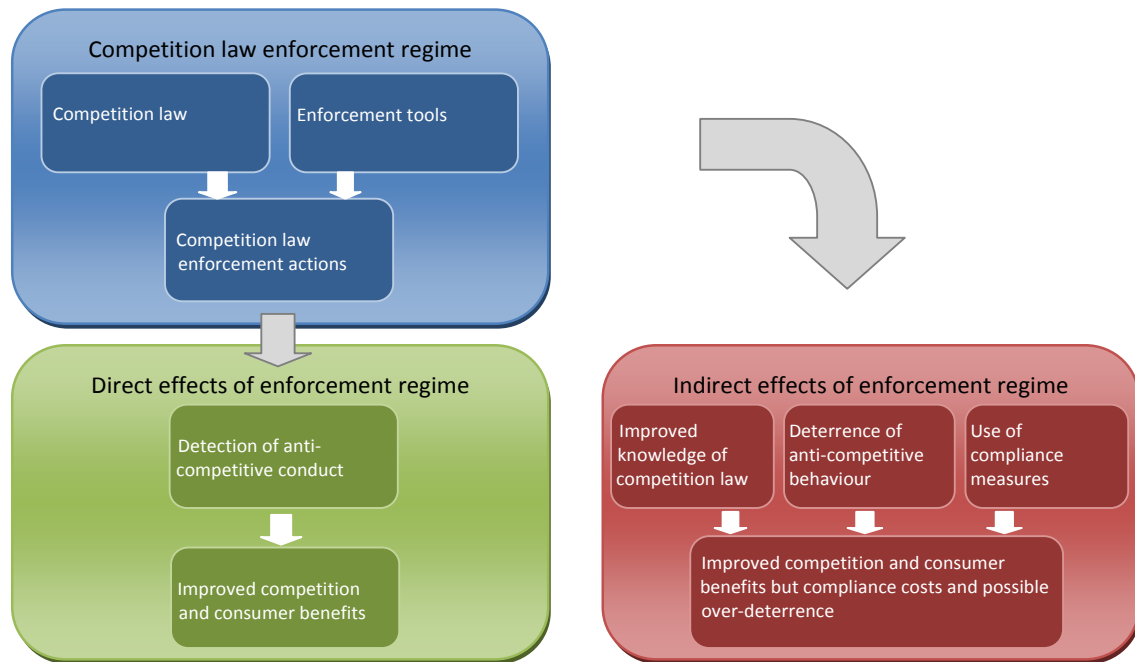 Competition law enforcement regime
Competition law
Enforcement tools
Competition law
enforcement actions
Direct effects of enforcement regime
Detection of anti-
competitive conduct
Improved competition
and consumer benefits
Indirect effects of enforcement regime
Improved
knowledge of
competition law
Deterrence of
anti-competitive
behaviour
Use of
compliance
measures
Improved competition and consumer
benefits but compliance costs and possible
over-deterrence